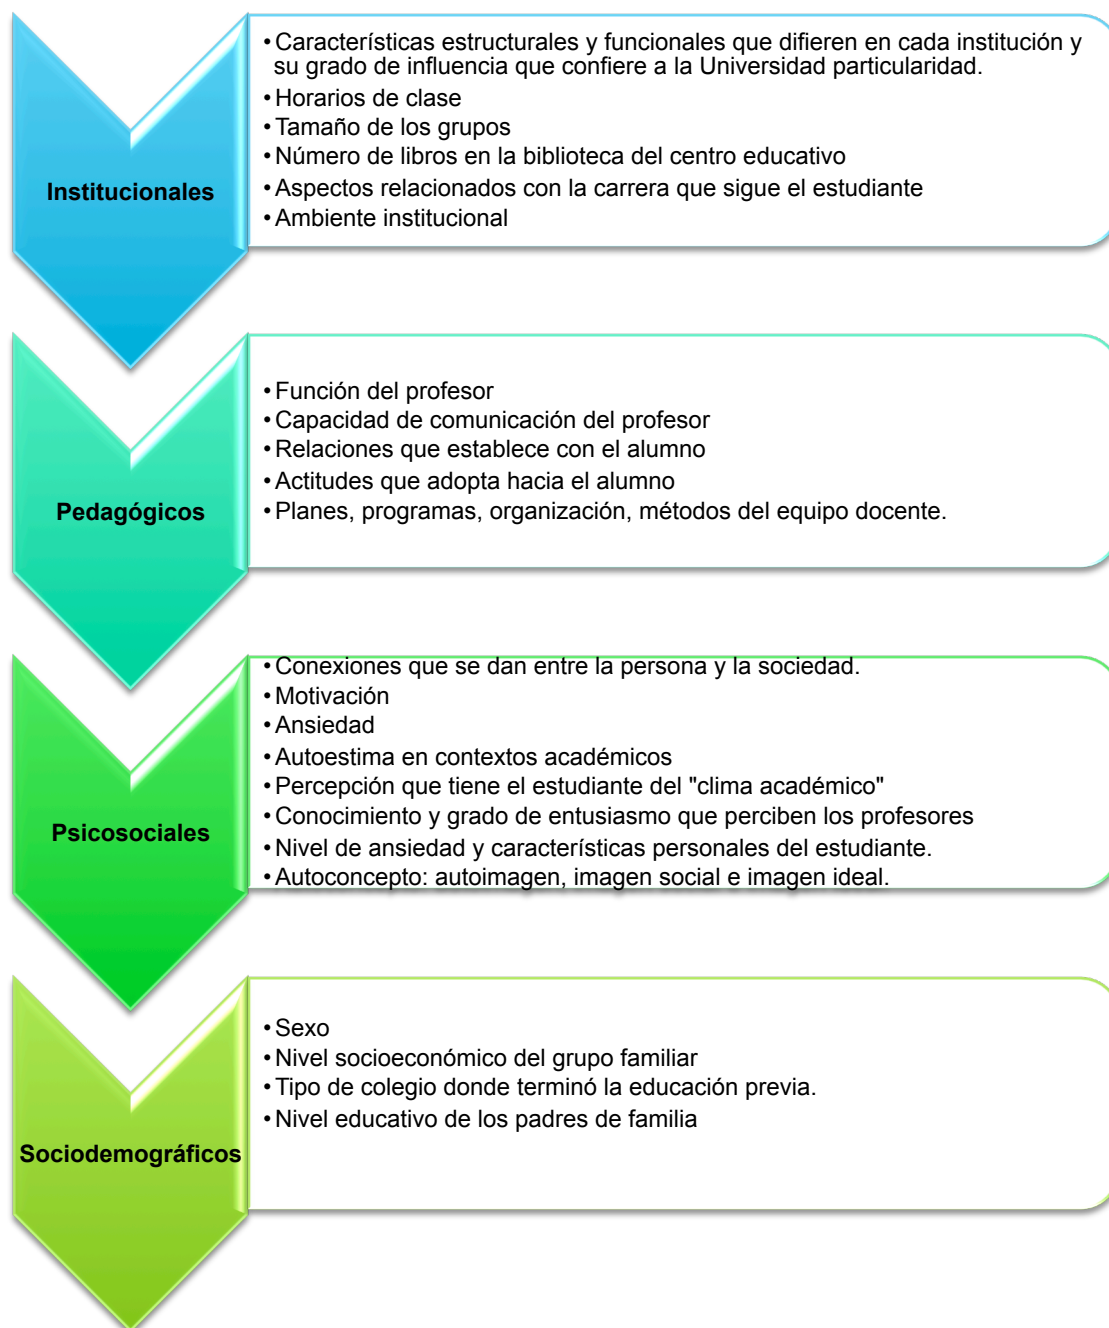 Institucionales
•Características estructurales y funcionales que difieren en cada institución y
su grado de influencia que confiere a la Universidad particularidad.
•Horarios de clase
•Tamaño de los grupos
•Número de libros en la biblioteca del centro educativo
•Aspectos relacionados con la carrera que sigue el estudiante
•Ambiente institucional
Pedagógicos
•Función del profesor
•Capacidad de comunicación del profesor
•Relaciones que establece con el alumno
•Actitudes que adopta hacia el alumno
•Planes, programas, organización, métodos del equipo docente.
Psicosociales
•Conexiones que se dan entre la persona y la sociedad.
•Motivación
•Ansiedad
•Autoestima en contextos académicos
•Percepción que tiene el estudiante del "clima académico"
•Conocimiento y grado de entusiasmo que perciben los profesores
•Nivel de ansiedad y características personales del estudiante.
•Autoconcepto: autoimagen, imagen social e imagen ideal.
Sociodemográficos
•Sexo
•Nivel socioeconómico del grupo familiar
•Tipo de colegio donde terminó la educación previa.
•Nivel educativo de los padres de familia